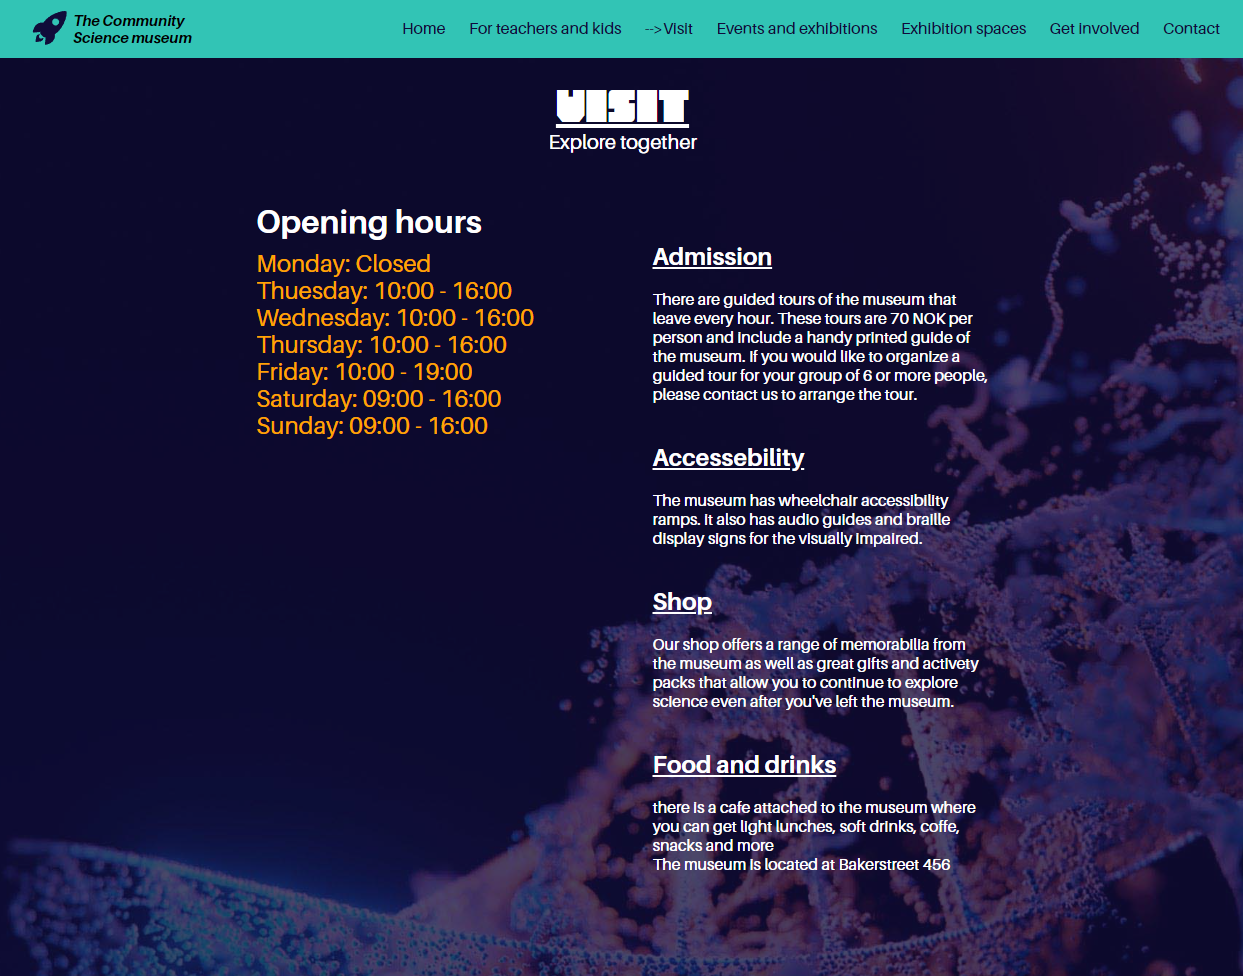 The Community
Science museum
Home For teachers and kids -->Visit Events and exhibitions Exhibition spaces Get involved Contact
VISIT
Explore together
Opening hours
Monday: Closed
Thuesday: 10:00 - 16:00
Wednesday: 10:00 - 16:00
Thursday: 10:00 - 16:00
Friday: 10:00 - 19:00
Saturday: 09:00 - 16:00
Sunday: 09:00 - 16:00
Admission
There are guided tours of the museum that
leave every hour. These tours are 70 NOK per
person and include a handy printed guide of
the museum. If you would like to organize a
guided tour for your group of 6 or more people,
please contact us to arrange the tour.
Accessebility
The museum has wheelchair accessibility
ramps. It also has audio guides and braille
display signs for the visually impaired.
Shop
Our shop offers a range of memorabilia from
the museum as well as great gifts and activety
packs that allow you to continue to explore
science even after you've left the museum.
Food and drinks
there is a cafe attached to the museum where
you can get light lunches, soft drinks, coffe,
snacks and more
The museum is located at Bakerstreet 456